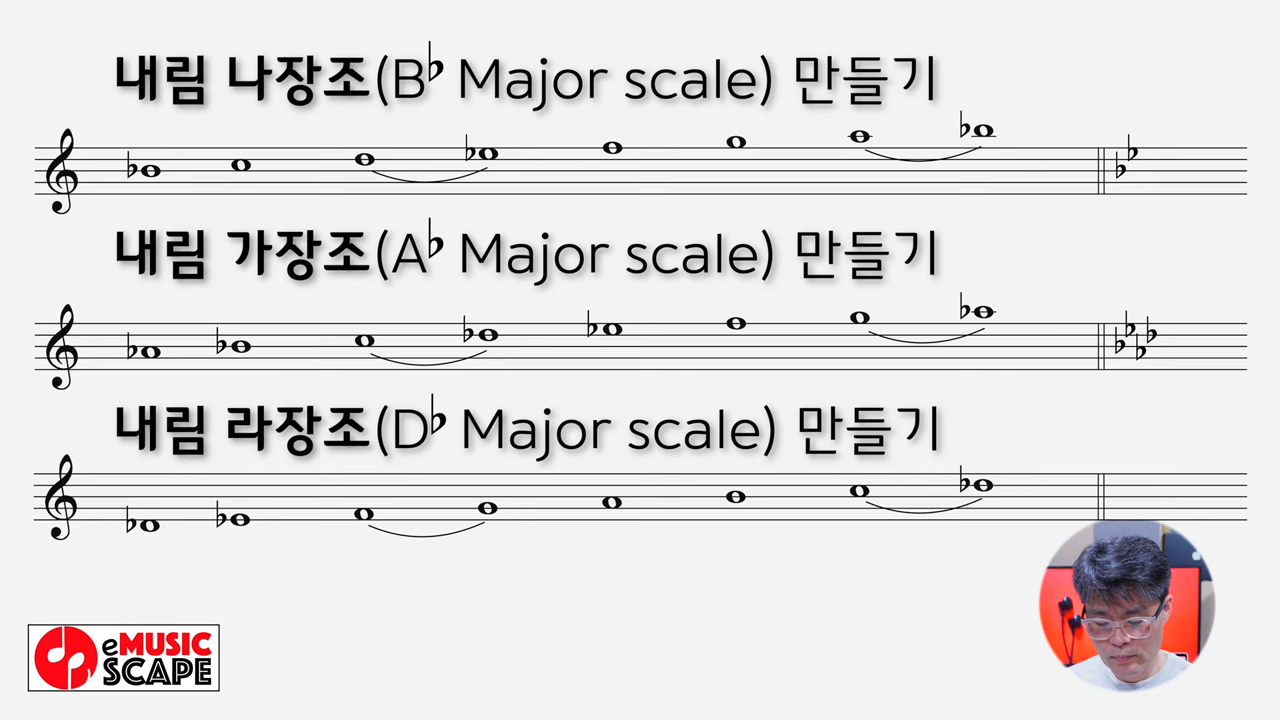 내림 나장조(B♭ Major scale) 만들기
내림 가장조(A♭ Major scale) 만들기
내림 라장조(D♭ Major scale) 만들기
eMUSIC
SCAPE